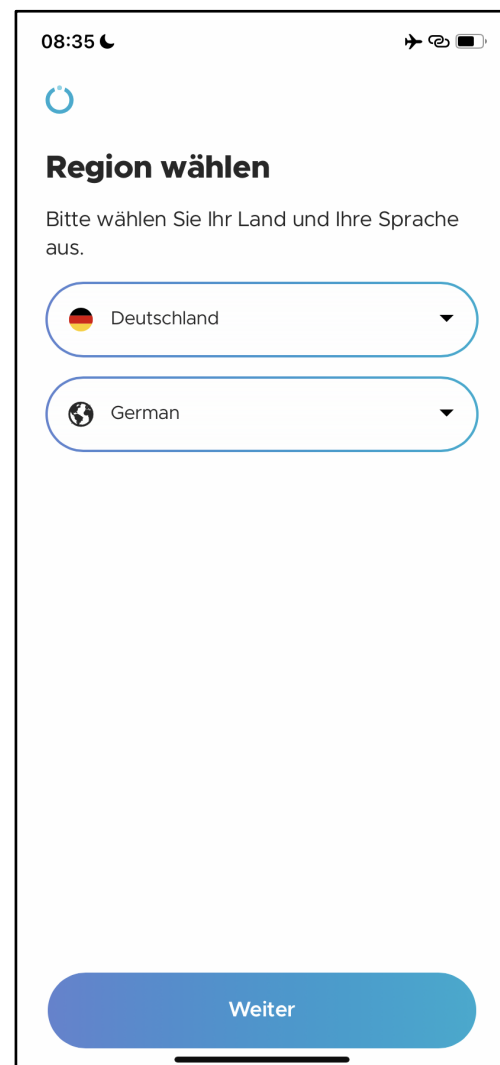 08:35
Region wählen
Bitte wählen Sie Ihr Land und Ihre Sprache
aus.
Deutschland
German
Weiter